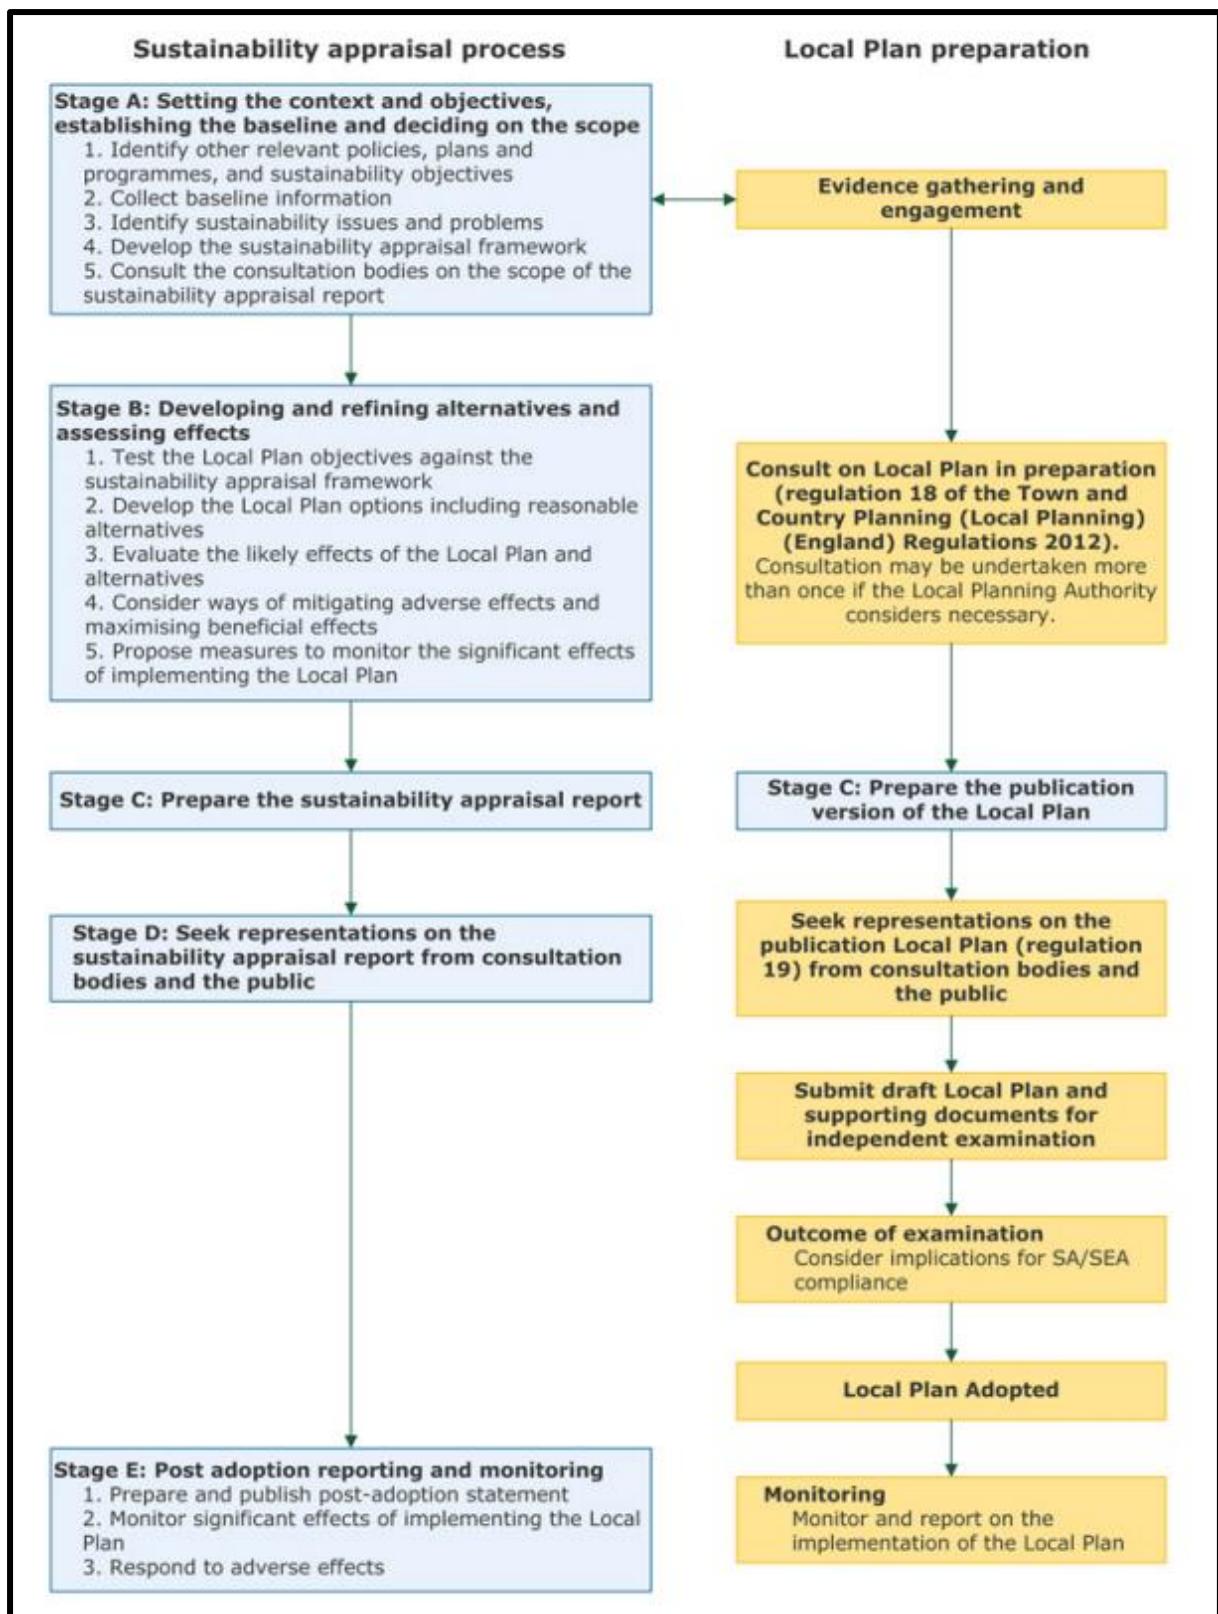 Sustainability appraisal process
Local Plan preparation
Stage A: Setting the context and objectives,
establishing the baseline and deciding on the scope
1. Identify other relevant policies, plans and
programmes, and sustainability objectives
2. Collect baseline information
3. Identify sustainability issues and problems
4. Develop the sustainability appraisal framework
5. Consult the consultation bodies on the scope of the
sustainability appraisal report
Evidence gathering and
engagement
Stage B: Developing and refining alternatives and
assessing effects
1. Test the Local Plan objectives against the
sustainability appraisal framework
2. Develop the Local Plan options including reasonable
alternatives
3. Evaluate the likely effects of the Local Plan and
alternatives
4. Consider ways of mitigating adverse effects and
maximising beneficial effects
5. Propose measures to monitor the significant effects
of implementing the Local Plan
Consult on Local Plan in preparation
(regulation 18 of the Town and
Country Planning (Local Planning)
(England) Regulations 2012).
Consultation may be undertaken more
than once if the Local Planning Authority
considers necessary.
Stage C: Prepare the sustainability appraisal report
Stage C: Prepare the publication
version of the Local Plan
Stage D: Seek representations on the
sustainability appraisal report from consultation
bodies and the public
Seek representations on the
publication Local Plan (regulation
19) from consultation bodies and
the public
Submit draft Local Plan and
supporting documents for
independent examination
Outcome of examination
Consider implications for SA/SEA
compliance
Local Plan Adopted
Stage E: Post adoption reporting and monitoring
1. Prepare and publish post-adoption statement
2. Monitor significant effects of implementing the Local
Plan
3. Respond to adverse effects
Monitoring
Monitor and report on the
implementation of the Local Plan